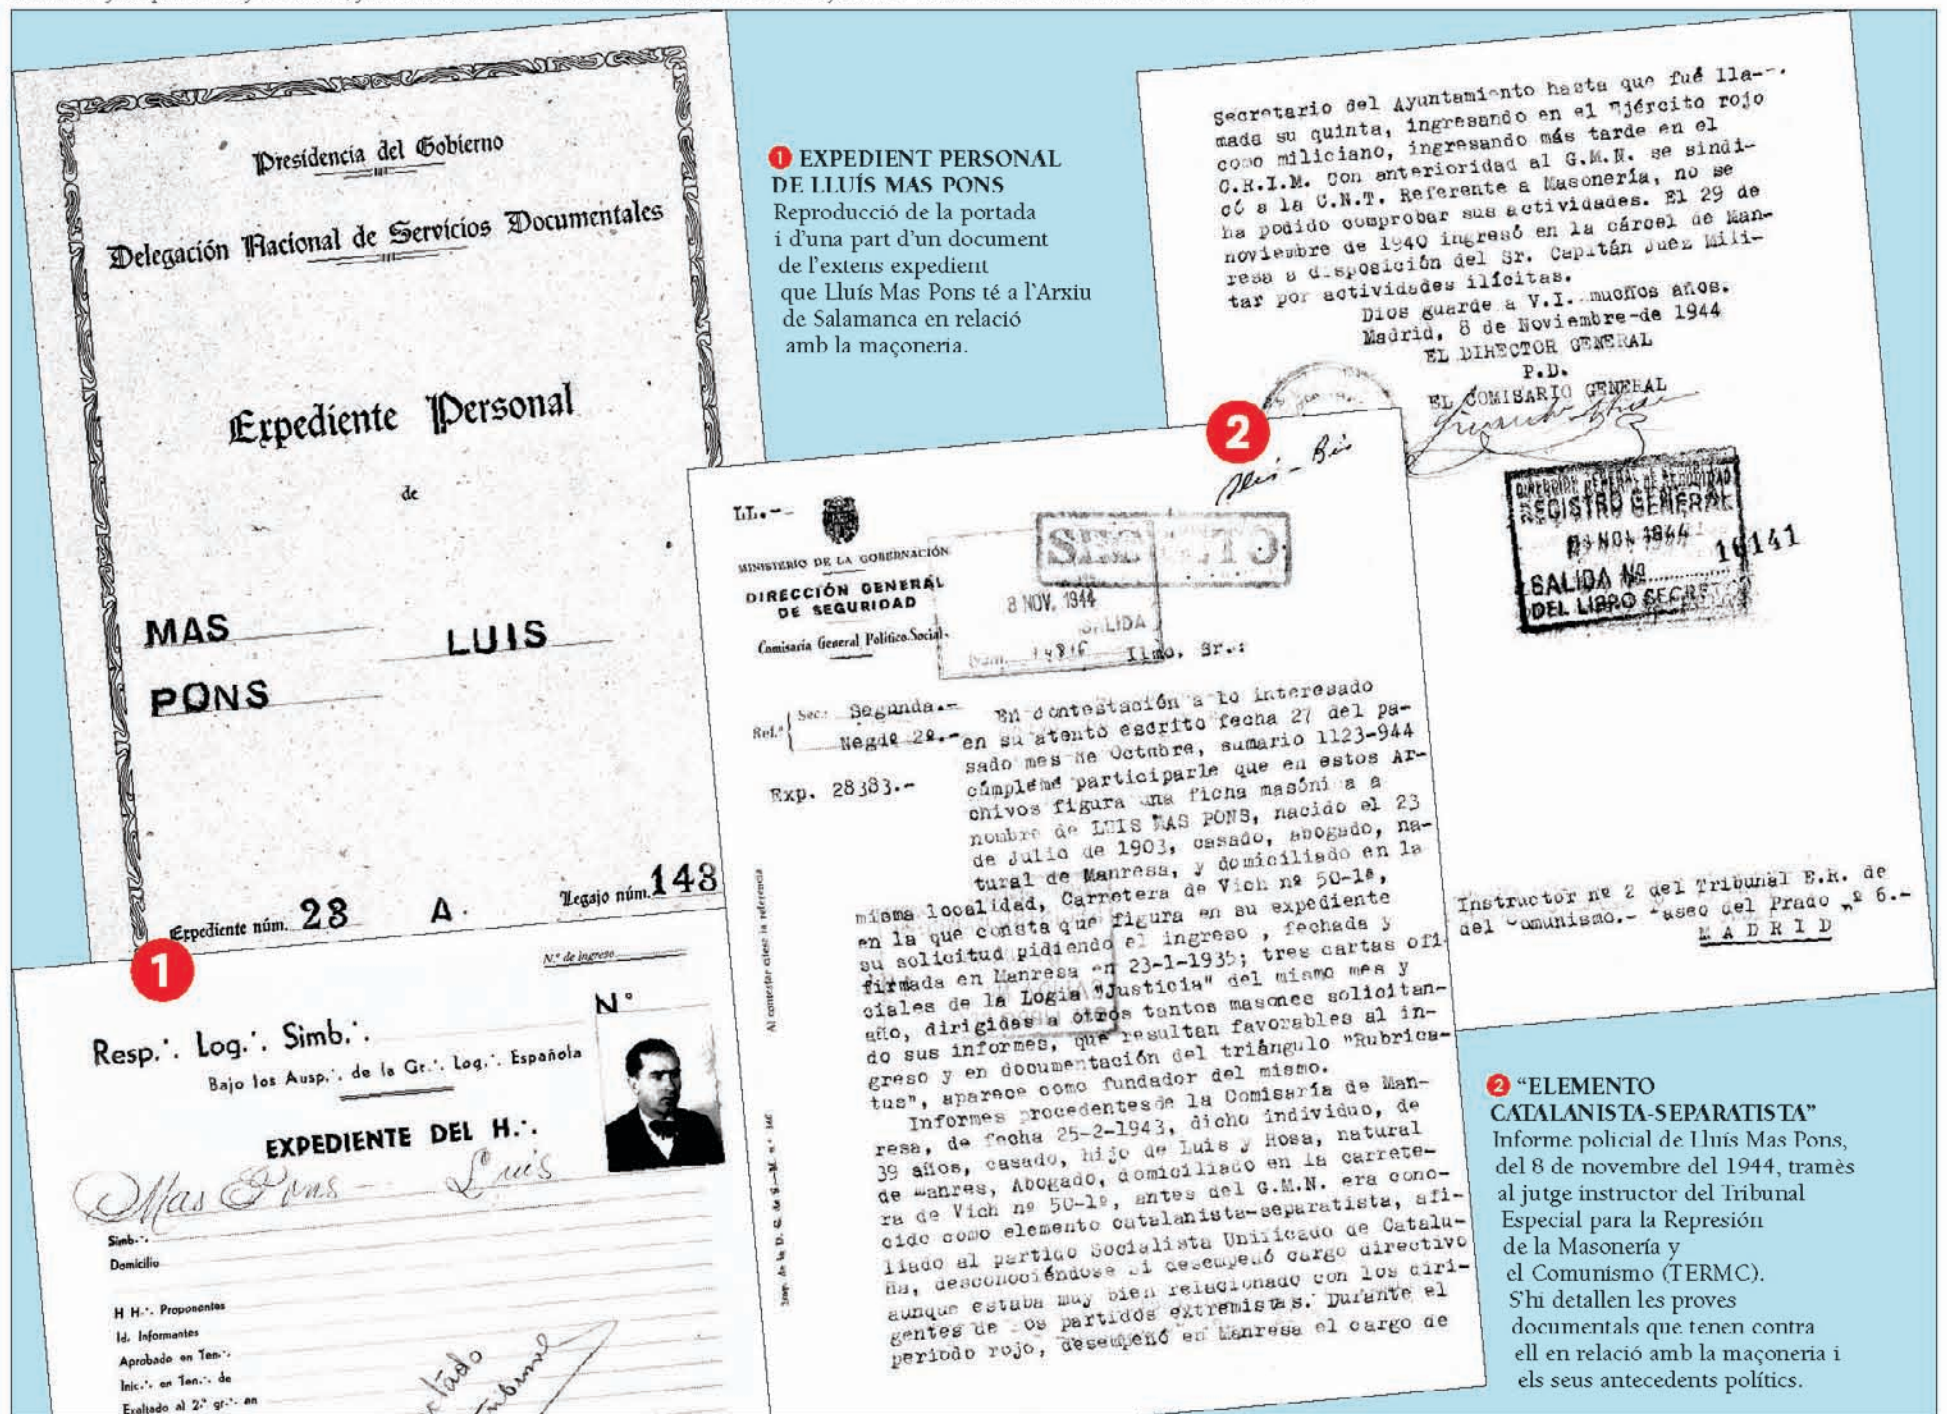 Presidencia del Gobierno
Delegación Nacional de Servicios Documentales
Expediente Personal
de
MAS LUIS
PONS
Expediente núm. 23 A. Legajo núm. 143
1 EXPEDIENT PERSONAL
DE LLUÍS MAS PONS
Reproducció de la portada
i d'una part d'un document
de l'extens expedient
que Lluís Mas Pons té a l'Arxiu
de Salamanca en relació
amb la maçoneria.
1
N.º de ingreso
N°
Resp.·. Log.·. Simb.·.
Bajo los Ausp.·. de la Gr.·. Log.·. Española
EXPEDIENTE DEL H.·.
Mas Pons - Luis
Simb.·.
Domicilio
H H.·. Proponentes
Id. Informantes
Aprobado en Ten.·.
Inic.·. en Ten.·. de
Exaltado al 2.º gr.·. en
2
LL.--
MINISTERIO DE LA GOBERNACIÓN
DIRECCIÓN GENERAL
DE SEGURIDAD
Comisaría General Político-Social-
SECRETO
8 NOV. 1944
SALIDA
Ilmo. Sr.:
Ref.ª Sec.: Segunda.-
Negdº 2º.-
Exp. 28383.-
Al contestar cítese la referencia
En contestación a lo interesado
en su atento escrito fecha 27 del pa-
sado mes de Octubre, sumario 1123-944
cúmpleme participarle que en estos Ar-
chivos figura una ficha masóni a a
nombre de LUIS MAS PONS, nacido el 23
de Julio de 1903, casado, abogado, na-
tural de Manresa, y domiciliado en la
misma localidad, Carretera de Vich nº 50-1º,
en la que consta que figura en su expediente
su solicitud pidiendo el ingreso , fechada y
firmada en Manresa en 23-1-1935; tres cartas ofi
ciales de la Logia "Justicia" del mismo mes y
año, dirigidas a otros tantos masones solicitan-
do sus informes, que resultan favorables al in-
greso y en documentación del triángulo "Rubrica-
tus", aparece como fundador del mismo.
Informes procedentesde la Comisaría de Man-
resa, de fecha 25-2-1943, dicho individuo, de
39 años, casado, hijo de Luis y Rosa, natural
de Manres, Abogado, domiciliado en la carrete-
ra de Vich nº 50-1º, antes del G.M.N. era cono-
cido como elemento catalanista-separatista, afi-
liado al partido Socialista Unificado de Catalu-
ña, desconociéndose si desempeñó cargo directivo
aunque estaba muy bien relacionado con los diri-
gentes de los partidos extremistas. Durante el
período rojo, desempeñó en Manresa el cargo de
Secretario del Ayuntamiento hasta que fué lla--.
mada su quinta, ingresando en el Ejército rojo
como miliciano, ingresando más tarde en el
C.R.I.M. Con anterioridad al G.M.N. se sindi-
có a la C.N.T. Referente a Masonería, no se
ha podido comprobar sus actividades. El 29 de
noviembre de 1940 ingresó en la cárcel de Man-
resa a disposición del Sr. Capitán Juez Mili-
tar por actividades ilícitas.
Dios guarde a V.I. muchos años.
Madrid, 8 de Noviembre-de 1944
EL DIRECTOR GENERAL
P.D.
EL COMISARIO GENERAL
DIRECCIÓN GENERAL DE SEGURIDAD
REGISTRO GENERAL
NOV. 1944
SALIDA Nº 16141
DEL LIBRO SECRETO
Instructor nº 2 del Tribunal E.R. de
del Comunismo.- Paseo del Prado nº 6.-
MADRID
2 "ELEMENTO
CATALANISTA-SEPARATISTA"
Informe policial de Lluís Mas Pons,
del 8 de novembre del 1944, tramès
al jutge instructor del Tribunal
Especial para la Represión
de la Masonería y
el Comunismo (TERMC).
S'hi detallen les proves
documentals que tenen contra
ell en relació amb la maçoneria i
els seus antecedents polítics.